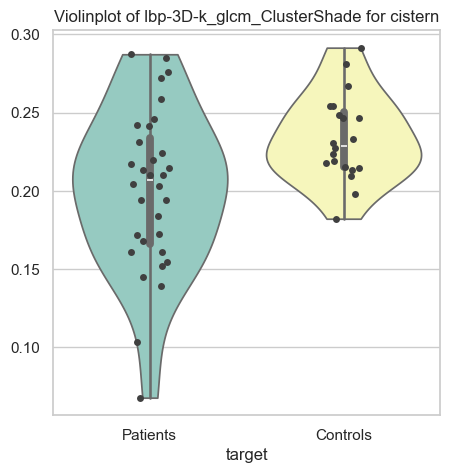 Violinplot of lbp-3D-k_glcm_ClusterShade for cistern
0.30
0.25
0.20
0.15
0.10
Patients
Controls
target